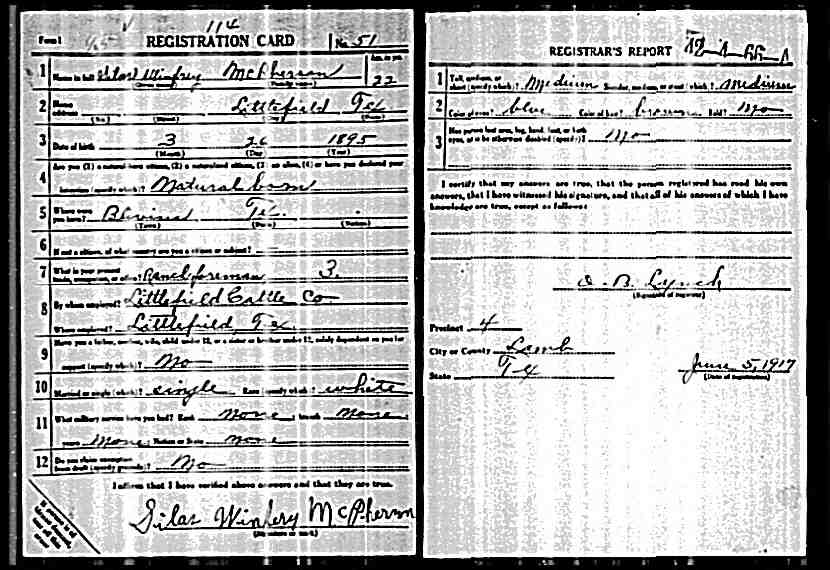 Form 1 REGISTRATION CARD No. 51
114
1 Name in full Silas Winfrey McPherson Age, in yrs. 22
(Given name) (Family name)
2 Home address Littlefield Tex
(No.) (Street) (City) (State)
3 Date of birth 3 26 1895
(Month) (Day) (Year)
4 Are you (1) a natural-born citizen, (2) a naturalized citizen, (3) an alien, (4) or have you declared your
intention (specify which)? Natural born
5 Where were you born? Tex.
(Town) (State) (Nation)
6 If not a citizen, of what country are you a citizen or subject?
7 What is your present trade, occupation, or office? Ranch foreman 3.
8 By whom employed? Littlefield Cattle Co
Where employed? Littlefield, Tex.
9 Have you a father, mother, wife, child under 12, or a sister or brother under 12, solely dependent on you for
support (specify which)? No
10 Married or single (which)? single Race (specify which)? white
11 What military service have you had? Rank none; branch none;
years none; Nation or State none
12 Do you claim exemption from draft (specify grounds)? No
I affirm that I have verified above answers and that they are true.
Silas Winfery McPherson
(Signature or mark)
REGISTRAR'S REPORT
1 Tall, medium, or short (specify which)? Medium Slender, medium, or stout (which)? medium
2 Color of eyes? blue Color of hair? brown Bald? no
3 Has person lost arm, leg, hand, foot, or both
eyes, or is he otherwise disabled (specify)? no
I certify that my answers are true, that the person registered has read his own
answers, that I have witnessed his signature, and that all of his answers of which I have
knowledge are true, except as follows:
O. B. Lynch
(Signature of registrar)
Precinct 4
City or County Lamb
State Tex
June 5, 1917
(Date of registration)